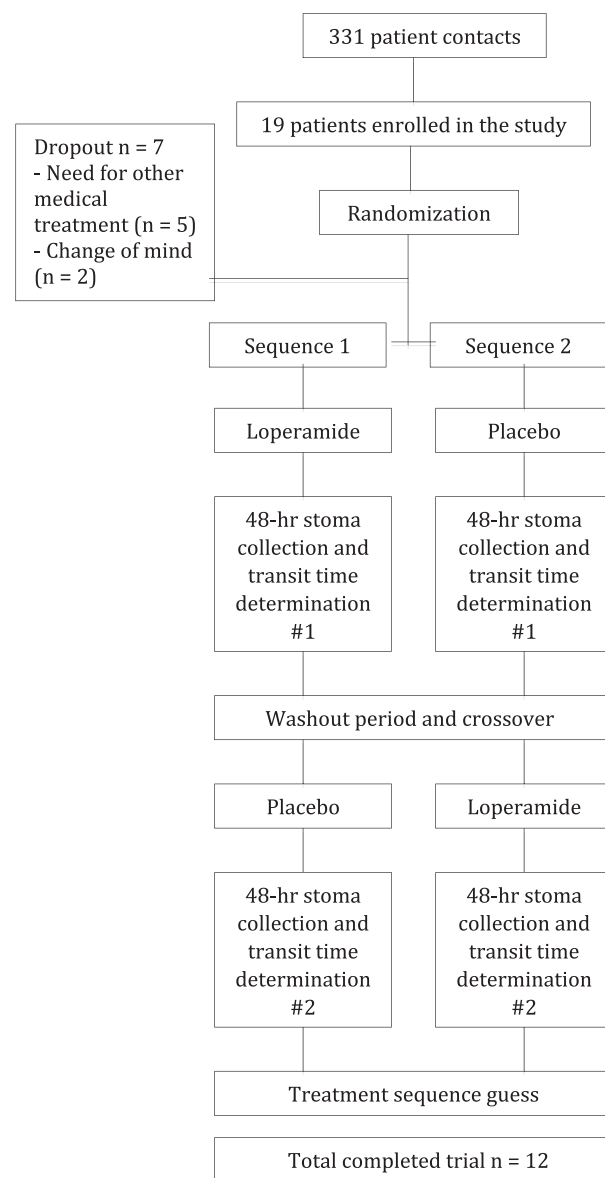 331 patient contacts
19 patients enrolled in the study
Dropout n = 7
- Need for other
medical
treatment (n = 5)
- Change of mind
(n = 2)
Randomization
Sequence 1
Sequence 2
Loperamide
Placebo
48-hr stoma
collection and
transit time
determination
#1
48-hr stoma
collection and
transit time
determination
#1
Washout period and crossover
Placebo
Loperamide
48-hr stoma
collection and
transit time
determination
#2
48-hr stoma
collection and
transit time
determination
#2
Treatment sequence guess
Total completed trial n = 12